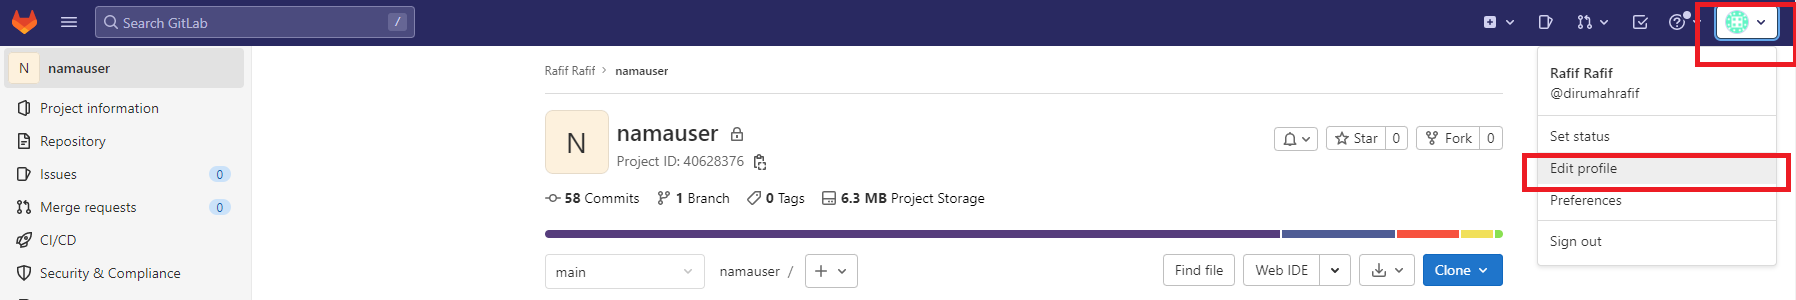 Search GitLab /
N namauser
Project information
Repository
Issues 0
Merge requests 0
CI/CD
Security & Compliance
Rafif Rafif > namauser
N
namauser
Project ID: 40628376
Star 0
Fork 0
58 Commits 1 Branch 0 Tags 6.3 MB Project Storage
main
namauser / +
Find file
Web IDE
Clone
Rafif Rafif
@dirumahrafif
Set status
Edit profile
Preferences
Sign out